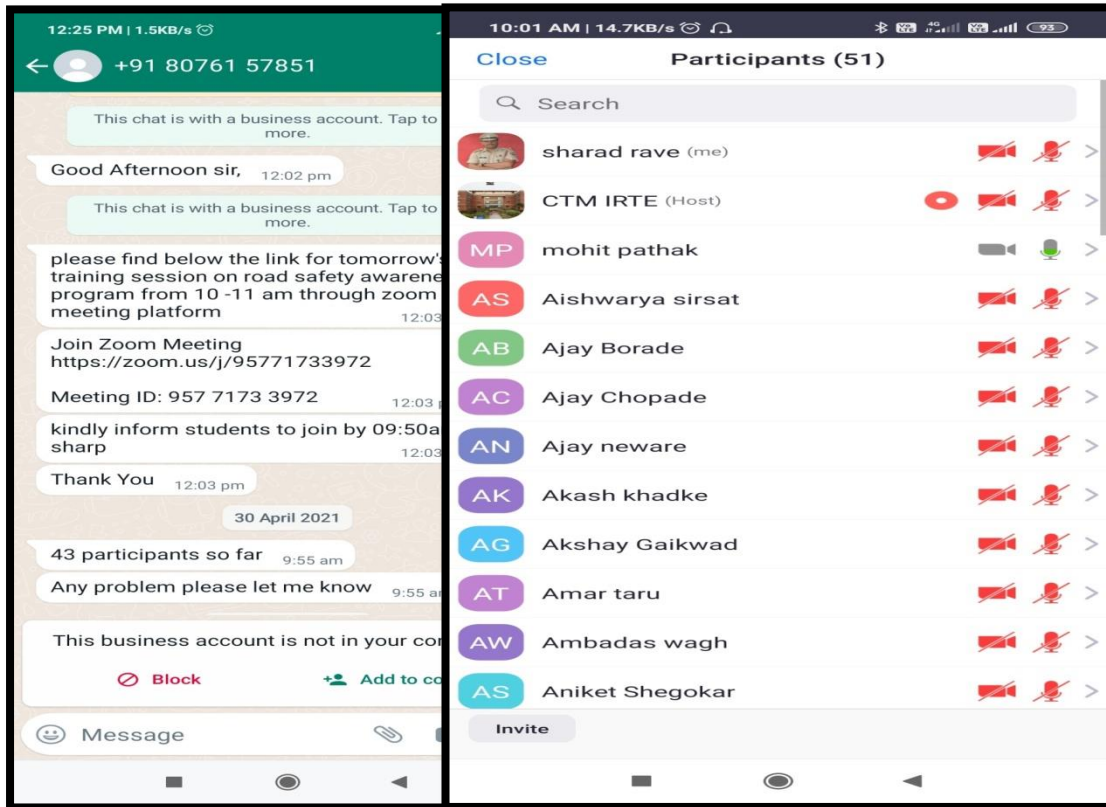 12:25 PM | 1.5KB/s
+91 80761 57851
This chat is with a business account. Tap to
more.
Good Afternoon sir, 12:02 pm
This chat is with a business account. Tap to
more.
please find below the link for tomorrow's
training session on road safety awarene
program from 10 -11 am through zoom
meeting platform 12:03
Join Zoom Meeting
https://zoom.us/j/95771733972
Meeting ID: 957 7173 3972 12:03 p
kindly inform students to join by 09:50a
sharp 12:03
Thank You 12:03 pm
30 April 2021
43 participants so far 9:55 am
Any problem please let me know 9:55 am
This business account is not in your con
Block Add to co
Message
10:01 AM | 14.7KB/s 4G 93
Close Participants (51)
Search
sharad rave (me)
CTM IRTE (Host)
MP mohit pathak
AS Aishwarya sirsat
AB Ajay Borade
AC Ajay Chopade
AN Ajay neware
AK Akash khadke
AG Akshay Gaikwad
AT Amar taru
AW Ambadas wagh
AS Aniket Shegokar
Invite